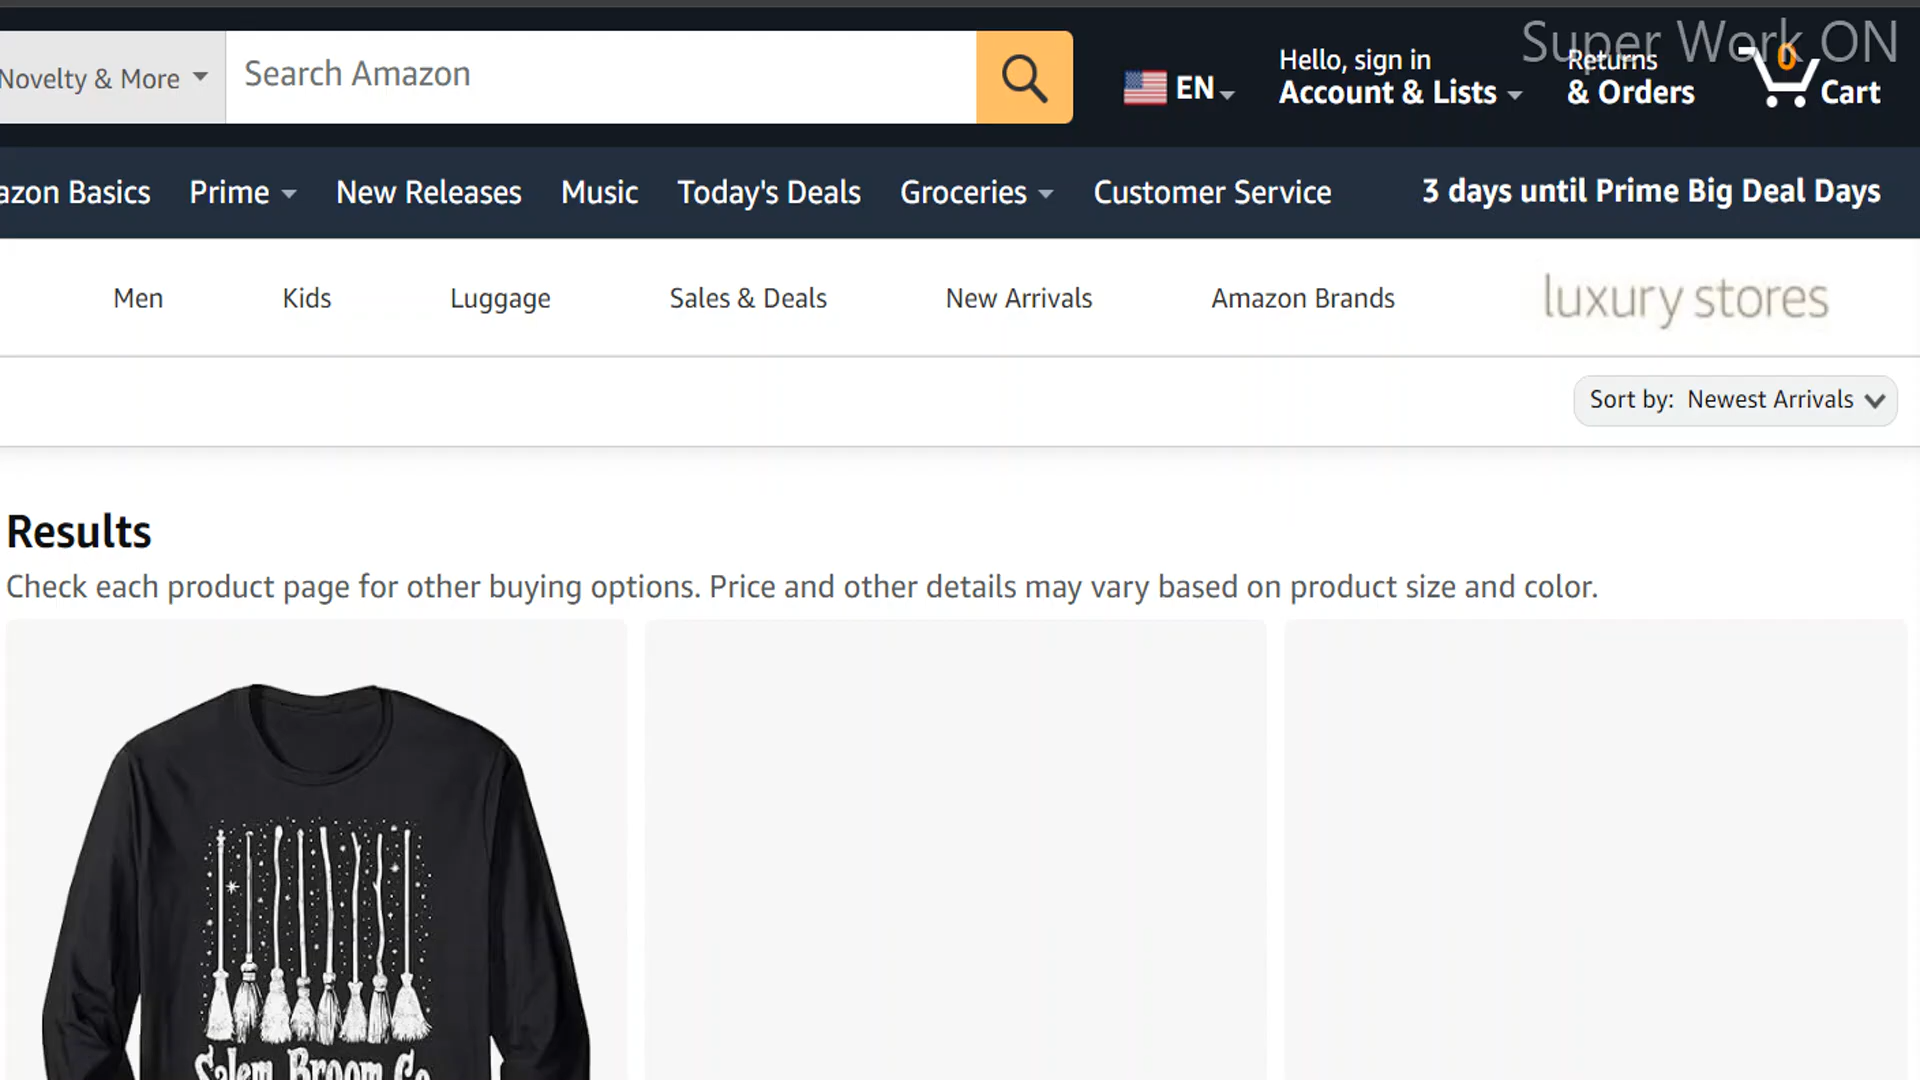 Super Work ON
Novelty & More
Search Amazon
EN
Hello, sign in
Account & Lists
Returns
& Orders
0
Cart
azon Basics
Prime
New Releases
Music
Today's Deals
Groceries
Customer Service
3 days until Prime Big Deal Days
Men
Kids
Luggage
Sales & Deals
New Arrivals
Amazon Brands
luxury stores
Sort by: Newest Arrivals
Results
Check each product page for other buying options. Price and other details may vary based on product size and color.
Salem Broom Co